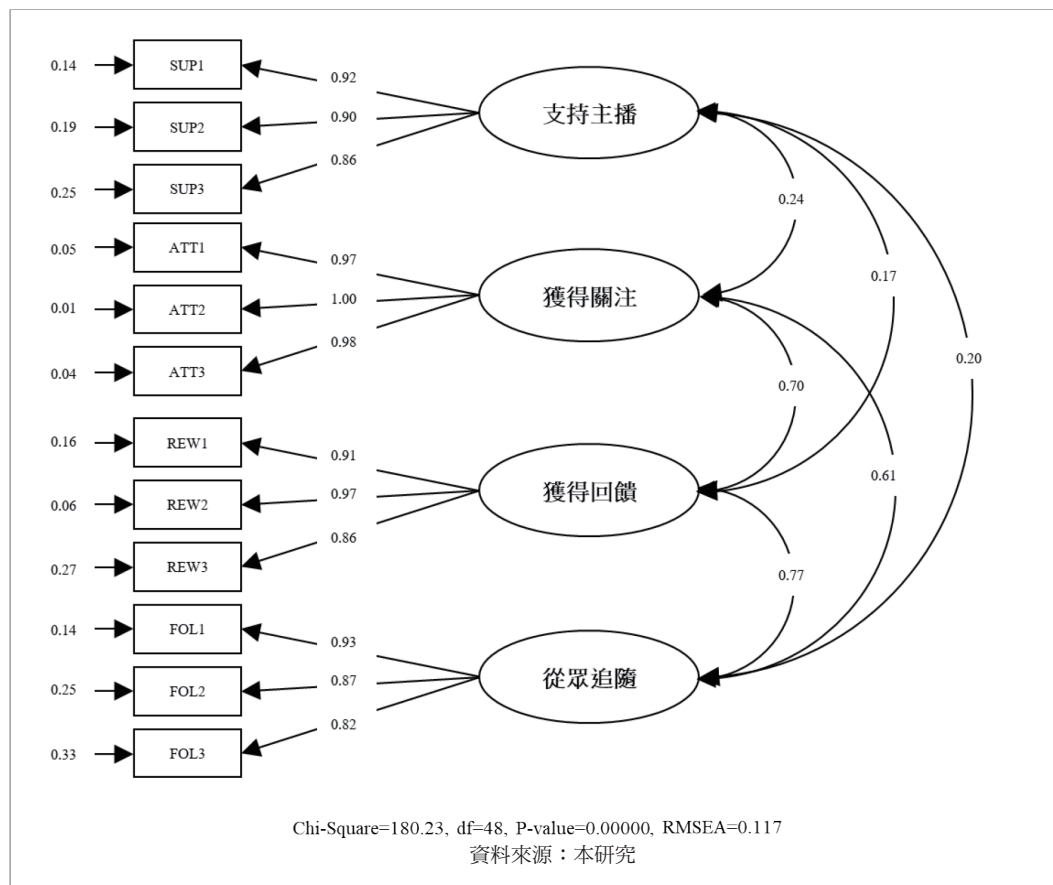 0.14 SUP1 0.92
0.19 SUP2 0.90
0.25 SUP3 0.86
支持主播
0.05 ATT1 0.97
0.01 ATT2 1.00
0.04 ATT3 0.98
獲得關注
0.16 REW1 0.91
0.06 REW2 0.97
0.27 REW3 0.86
獲得回饋
0.14 FOL1 0.93
0.25 FOL2 0.87
0.33 FOL3 0.82
從眾追隨
0.24
0.17
0.20
0.70
0.61
0.77
Chi-Square=180.23, df=48, P-value=0.00000, RMSEA=0.117
資料來源：本研究